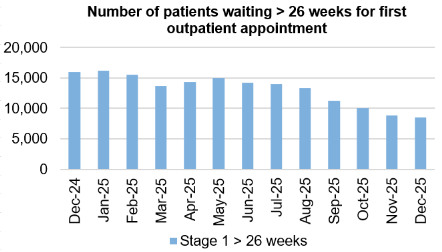 Number of patients waiting > 26 weeks for first
outpatient appointment
20,000
15,000
10,000
5,000
0
Dec-24
Jan-25
Feb-25
Mar-25
Apr-25
May-25
Jun-25
Jul-25
Aug-25
Sep-25
Oct-25
Nov-25
Dec-25
Stage 1 > 26 weeks